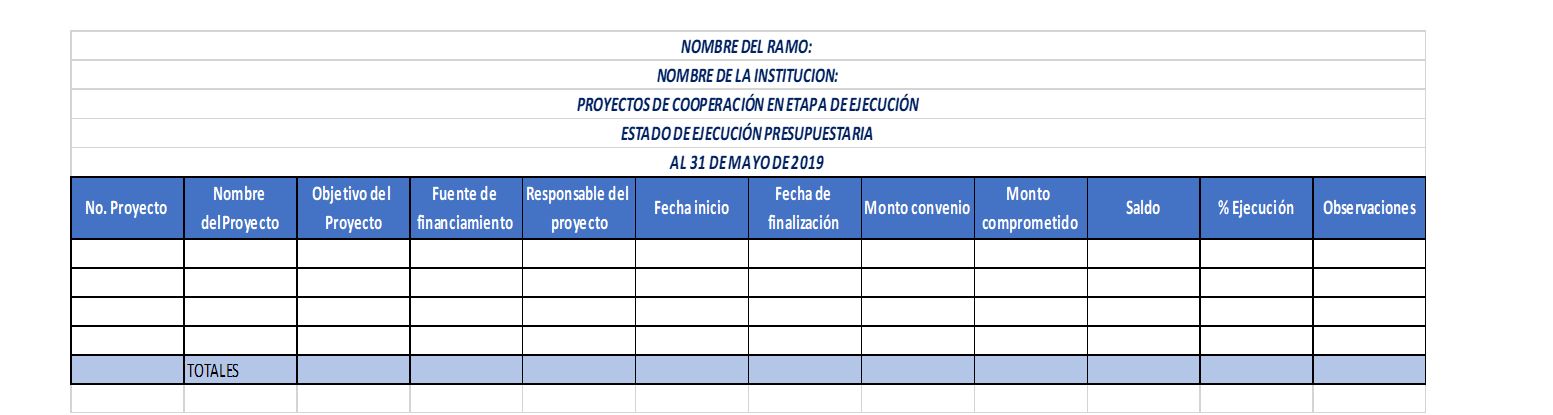 NOMBRE DEL RAMO:
NOMBRE DE LA INSTITUCION:
PROYECTOS DE COOPERACIÓN EN ETAPA DE EJECUCIÓN
ESTADO DE EJECUCIÓN PRESUPUESTARIA
AL 31 DE MAYO DE 2019
No. Proyecto
Nombre
del Proyecto
Objetivo del
Proyecto
Fuente de
financiamiento
Responsable del
proyecto
Fecha inicio
Fecha de
finalización
Monto convenio
Monto
comprometido
Saldo
% Ejecución
Observaciones
TOTALES